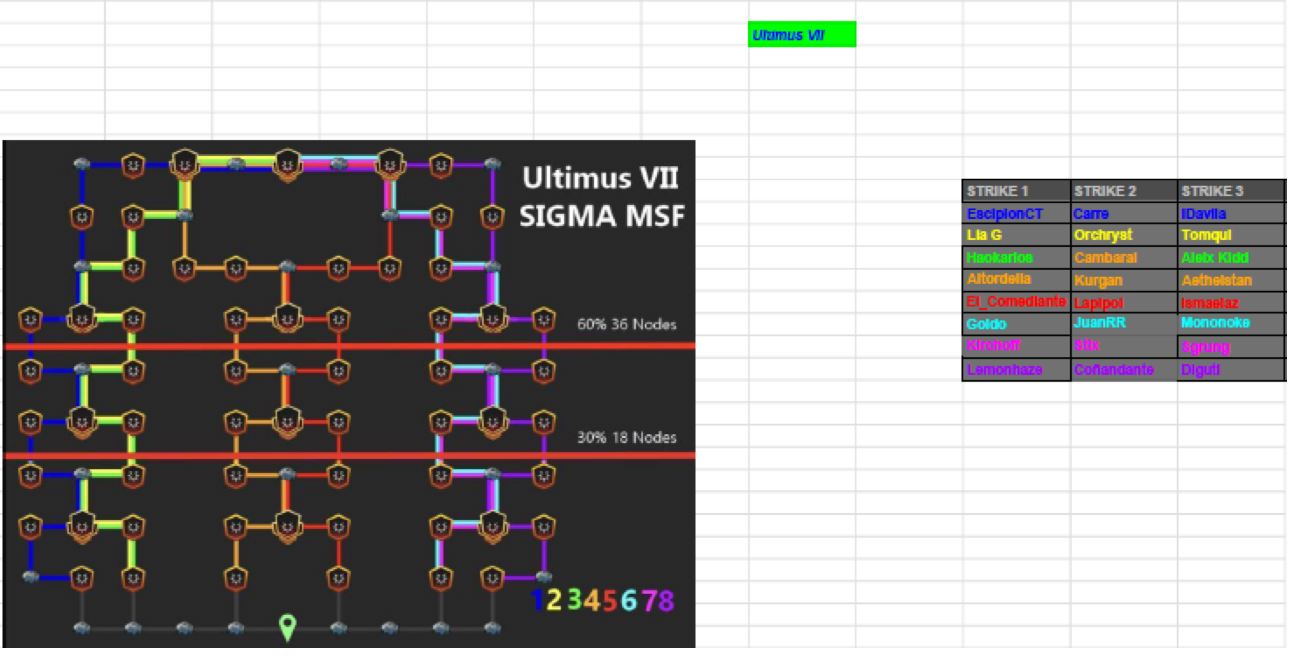 Ultimus VII
Ultimus VII
SIGMA MSF
STRIKE 1 STRIKE 2 STRIKE 3
EscipionCT Carre IDavila
Lia G Orchryst Tomqui
Haokarlos Cambaral Aleix Kidd
Altordella Kurgan Aethelstan
El_Comediante Lapipol Ismaelaz
Goldo JuanRR Mononoke
Kirchoff Stix Sgrung
Lemonhaze Coñandante Diguti
60% 36 Nodes
30% 18 Nodes
12345678